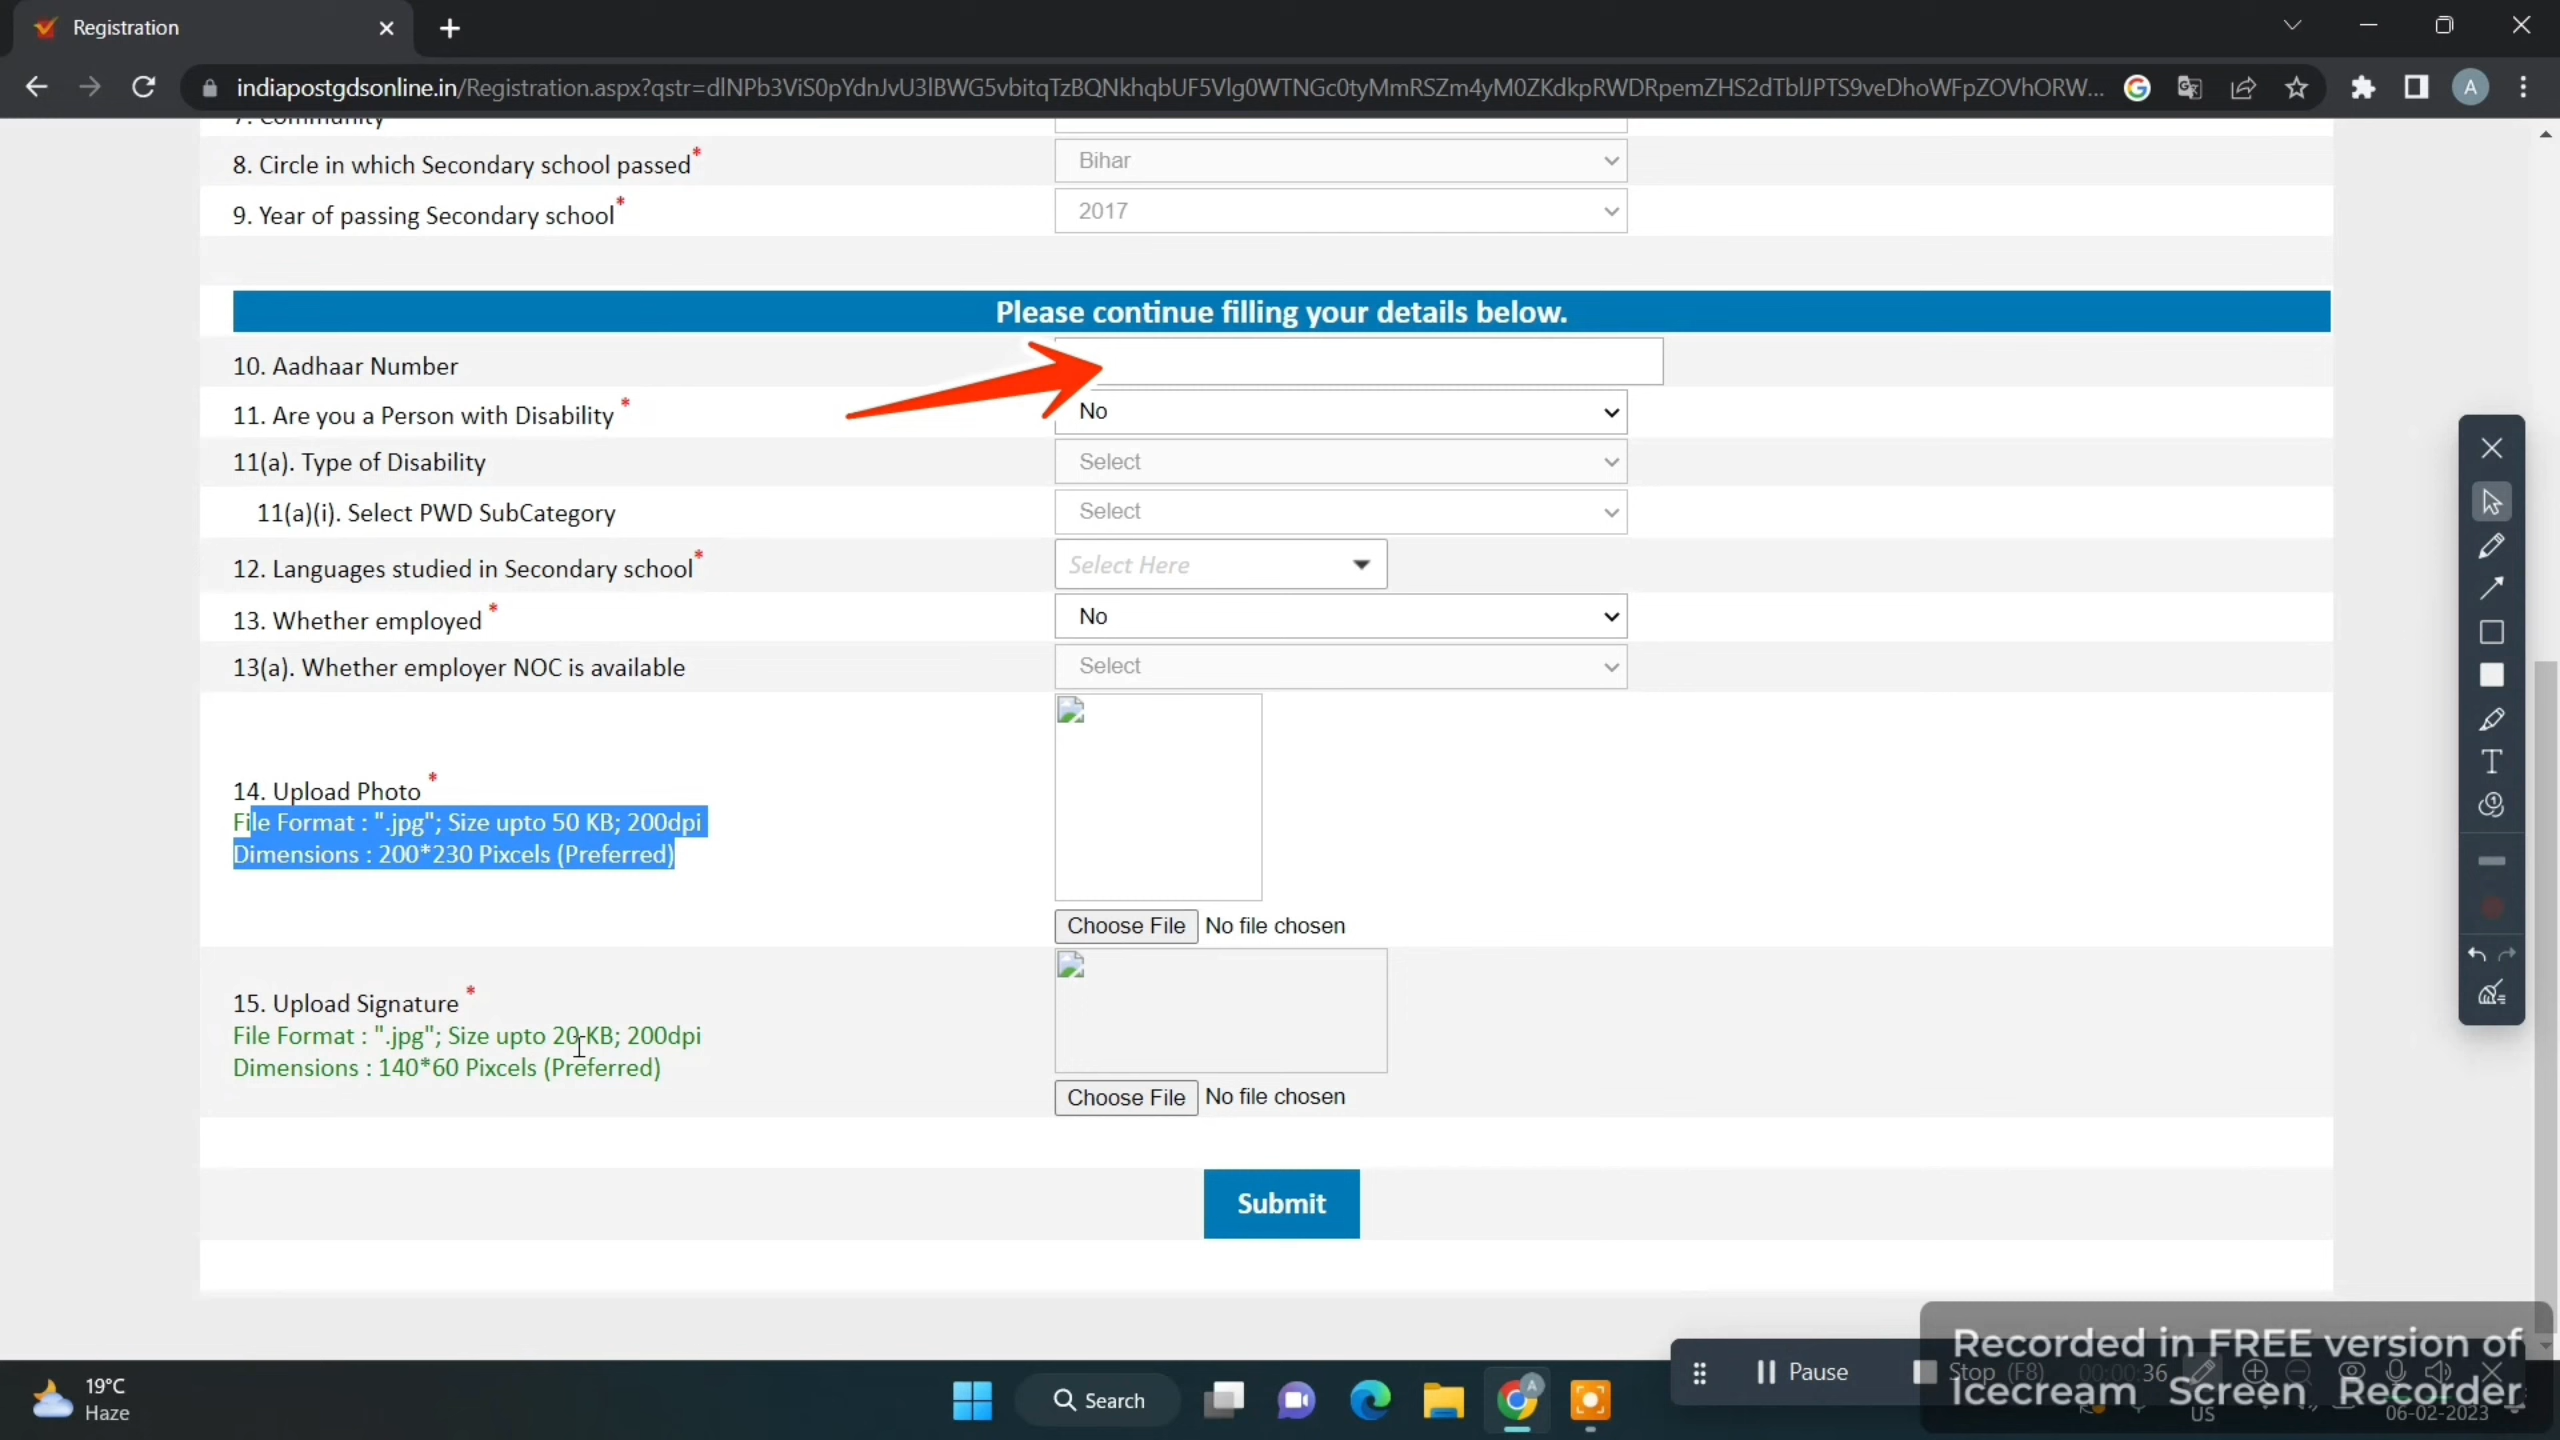 Registration
indiapostgdsonline.in/Registration.aspx?qstr=
A
8. Circle in which Secondary school passed*
Bihar
9. Year of passing Secondary school*
2017
Please continue filling your details below.
10. Aadhaar Number
11. Are you a Person with Disability *
No
11(a). Type of Disability
Select
11(a)(i). Select PWD SubCategory
Select
12. Languages studied in Secondary school*
Select Here
13. Whether employed *
No
13(a). Whether employer NOC is available
Select
14. Upload Photo *
File Format : ".jpg"; Size upto 50 KB; 200dpi
Dimensions : 200*230 Pixcels (Preferred)
Choose File No file chosen
15. Upload Signature *
File Format : ".jpg"; Size upto 20 KB; 200dpi
Dimensions : 140*60 Pixcels (Preferred)
Choose File No file chosen
Submit
Recorded in FREE version of
Icecream Screen Recorder
Pause
Stop (F8)
00:00:36
19°C
Haze
Search
US
06-02-2023